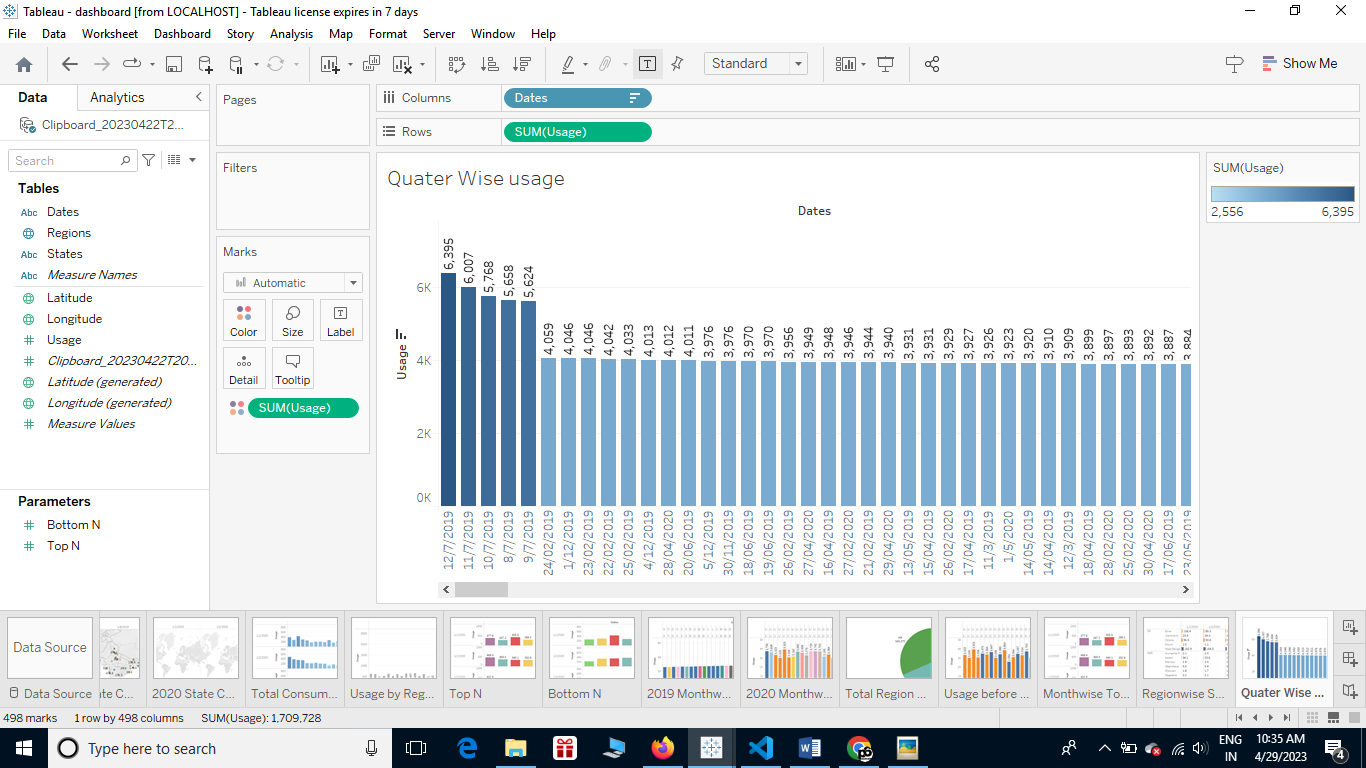 Tableau - dashboard [from LOCALHOST] - Tableau license expires in 7 days
File Data Worksheet Dashboard Story Analysis Map Format Server Window Help
Standard
Show Me
Data Analytics
Clipboard_20230422T2...
Search
Tables
Abc Dates
Regions
Abc States
Abc Measure Names
Latitude
Longitude
# Usage
# Clipboard_20230422T20...
Latitude (generated)
Longitude (generated)
# Measure Values
Parameters
# Bottom N
# Top N
Pages
Filters
Marks
Automatic
Color Size Label
Detail Tooltip
SUM(Usage)
Columns Dates
Rows SUM(Usage)
Quater Wise usage
Dates
6,395 6,007 5,768 5,658 5,624 4,059 4,046 4,046 4,042 4,033 4,013 4,012 4,011 3,976 3,976 3,970 3,970 3,956 3,949 3,948 3,946 3,944 3,940 3,931 3,931 3,929 3,927 3,926 3,923 3,920 3,910 3,909 3,899 3,897 3,893 3,892 3,887 3,884
6K
4K
2K
0K
Usage
12/7/2019 11/7/2019 10/7/2019 8/7/2019 9/7/2019 24/02/2019 1/12/2019 23/02/2019 22/02/2019 25/02/2019 4/12/2019 28/04/2020 20/06/2019 5/12/2019 30/11/2019 18/06/2019 19/06/2019 26/02/2019 27/04/2020 16/04/2019 27/02/2020 21/02/2019 29/04/2020 13/05/2019 15/04/2019 26/02/2020 17/04/2019 11/3/2019 1/5/2020 14/05/2019 14/04/2019 12/3/2019 18/04/2019 28/02/2020 25/02/2020 30/04/2020 17/06/2019 23/05/2019
SUM(Usage)
2,556 6,395
Data Source
Data Source te C... 2020 State C... Total Consum... Usage by Reg... Top N Bottom N 2019 Monthw... 2020 Monthw... Total Region ... Usage before ... Monthwise To... Regionwise S... Quater Wise ...
498 marks 1 row by 498 columns SUM(Usage): 1,709,728
Type here to search
ENG
IN
10:35 AM
4/29/2023
4